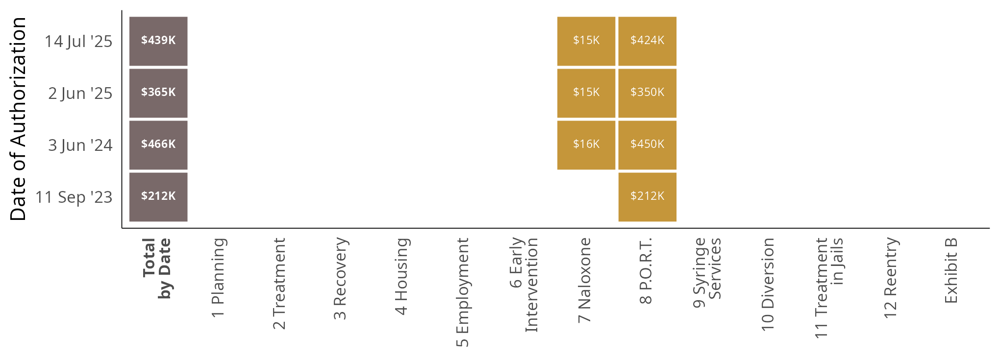 Date of Authorization
14 Jul '25
$439K
$15K
$424K
2 Jun '25
$365K
$15K
$350K
3 Jun '24
$466K
$16K
$450K
11 Sep '23
$212K
$212K
Total
by Date
1 Planning
2 Treatment
3 Recovery
4 Housing
5 Employment
6 Early
Intervention
7 Naloxone
8 P.O.R.T.
9 Syringe
Services
10 Diversion
11 Treatment
in Jails
12 Reentry
Exhibit B